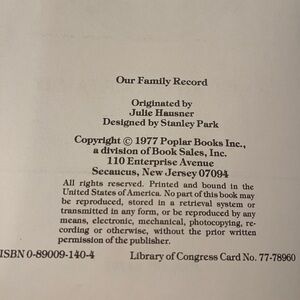 Our Family Record
Originated by
Julie Hausner
Designed by Stanley Park
Copyright © 1977 Poplar Books Inc.,
a division of Book Sales, Inc.
110 Enterprise Avenue
Secaucus, New Jersey 07094
All rights reserved. Printed and bound in the
United States of America. No part of this book may
be reproduced, stored in a retrieval system or
transmitted in any form, or be reproduced by any
means, electronic, mechanical, photocopying, re-
cording or otherwise, without the prior written
permission of the publisher.
ISBN 0-89009-140-4 Library of Congress Card No. 77-78960